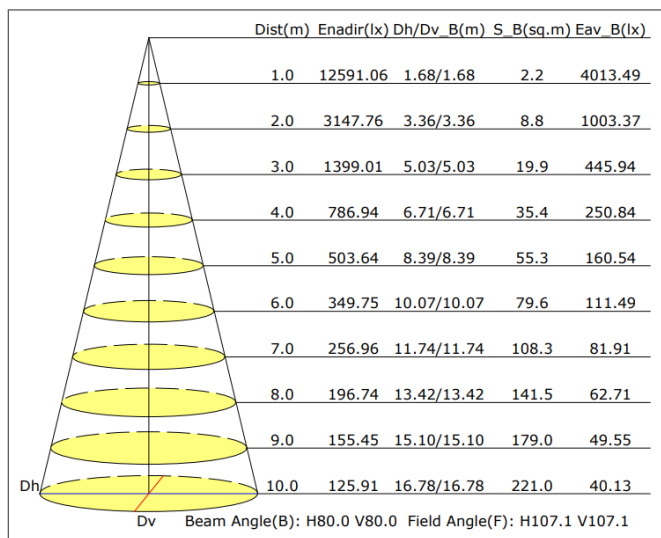 Dist(m) Enadir(lx) Dh/Dv_B(m) S_B(sq.m) Eav_B(lx)
1.0 12591.06 1.68/1.68 2.2 4013.49
2.0 3147.76 3.36/3.36 8.8 1003.37
3.0 1399.01 5.03/5.03 19.9 445.94
4.0 786.94 6.71/6.71 35.4 250.84
5.0 503.64 8.39/8.39 55.3 160.54
6.0 349.75 10.07/10.07 79.6 111.49
7.0 256.96 11.74/11.74 108.3 81.91
8.0 196.74 13.42/13.42 141.5 62.71
9.0 155.45 15.10/15.10 179.0 49.55
Dh 10.0 125.91 16.78/16.78 221.0 40.13
Dv Beam Angle(B): H80.0 V80.0 Field Angle(F): H107.1 V107.1